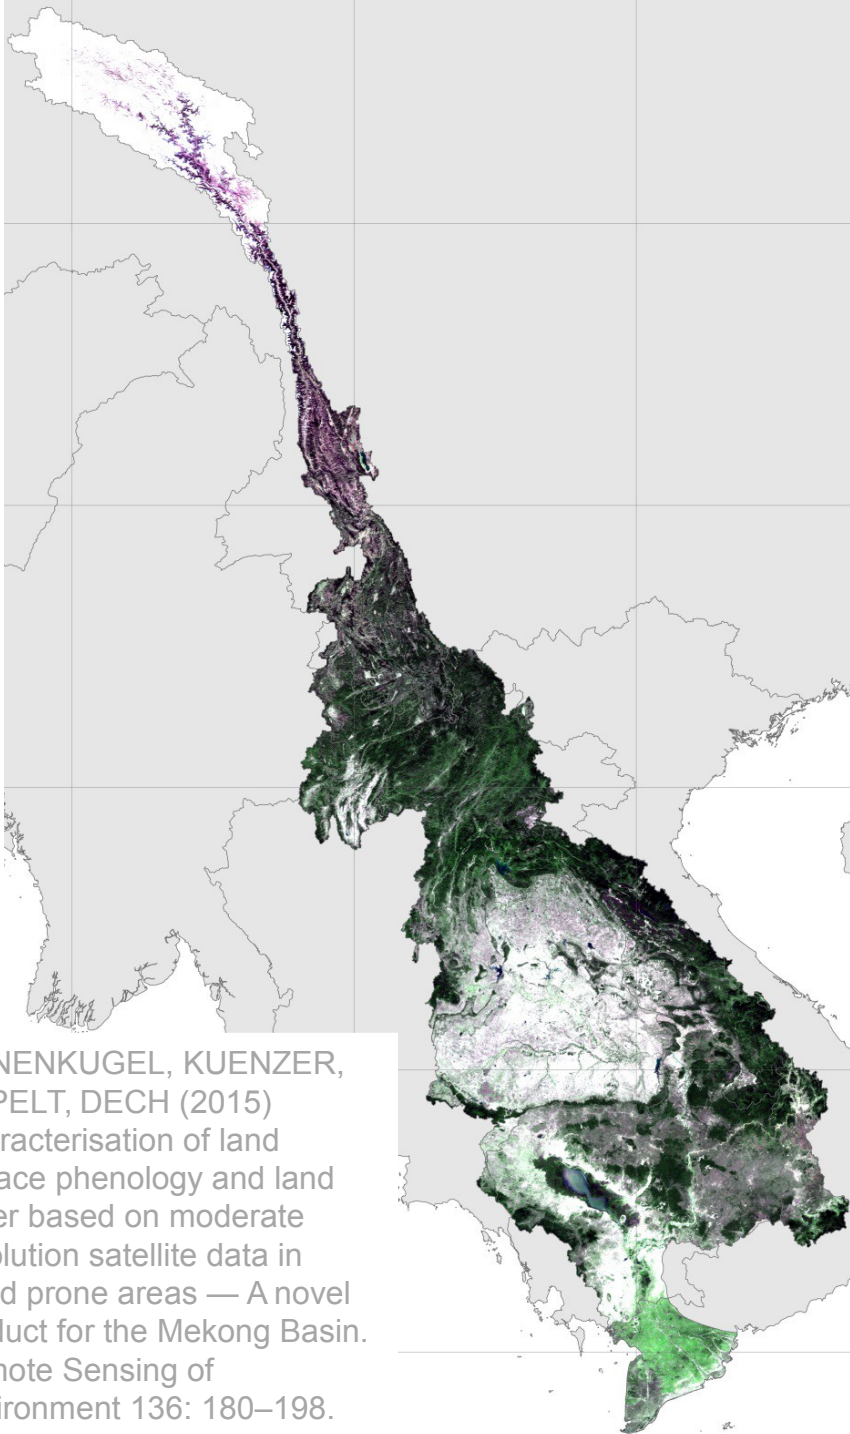 NENKUGEL, KUENZER,
PELT, DECH (2015)
racterisation of land
ace phenology and land
er based on moderate
olution satellite data in
d prone areas — A novel
duct for the Mekong Basin.
note Sensing of
ironment 136: 180–198.